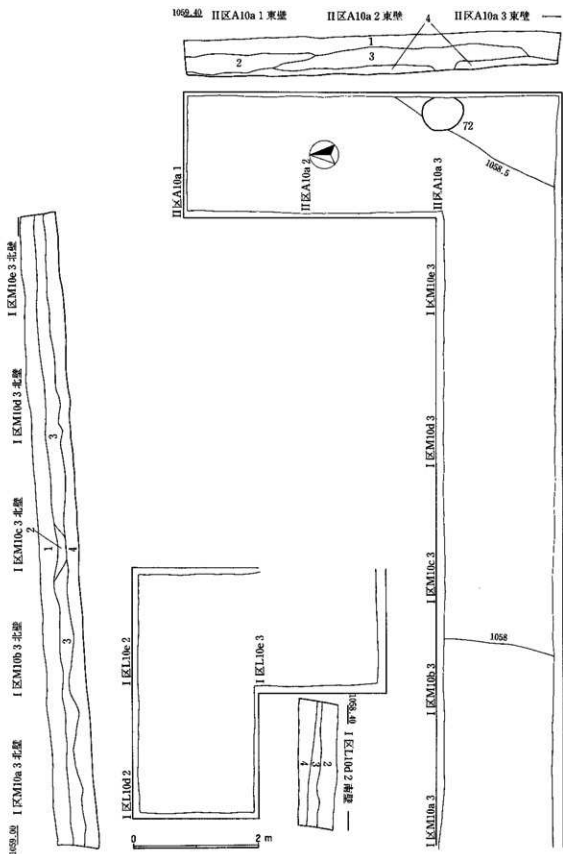 1059.40 II区A10a 1 東壁 II区A10a 2 東壁 4 II区A10a 3 東壁
1
2
3
72
1058.5
II区A10a 1
II区A10a 2
II区A10a 3
I区M10e 3
I区M10d 3
I区M10c 3
I区M10b 3
I区M10a 3
1058
I区M10e 3 北壁
I区M10d 3 北壁
I区M10c 3 北壁
I区M10b 3 北壁
I区M10a 3 北壁
1059.00
3
2
1
4
3
I区L10e 2
I区L10d 2
I区L10e 3
1058.40 I区L10d 2 南壁
4
3
2
0 2 m